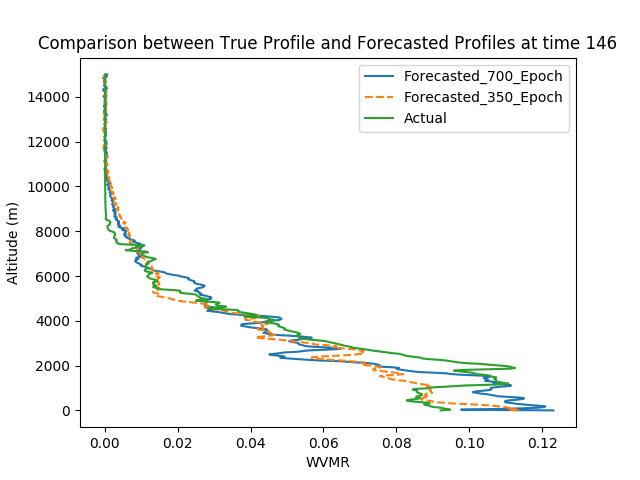 Comparison between True Profile and Forecasted Profiles at time 146
Forecasted_700_Epoch
Forecasted_350_Epoch
Actual
Altitude (m)
14000
12000
10000
8000
6000
4000
2000
0
0.00 0.02 0.04 0.06 0.08 0.10 0.12
WVMR